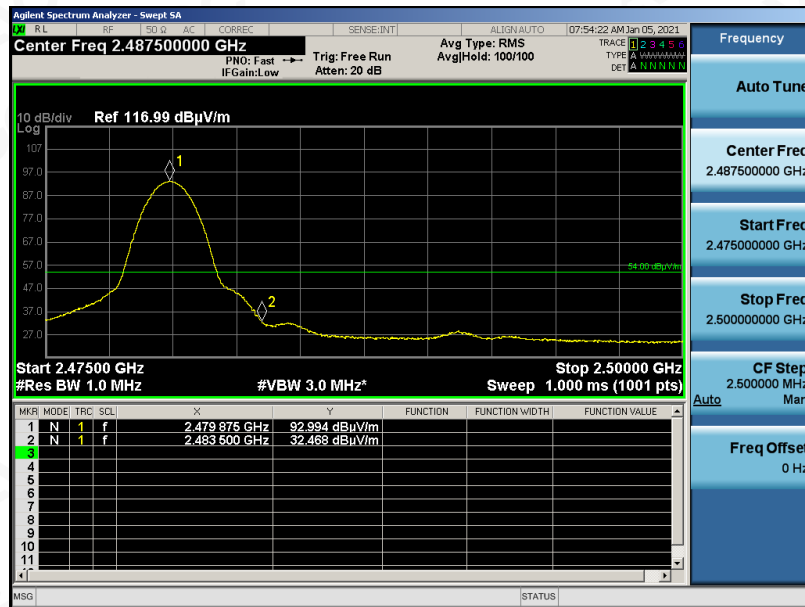 Agilent Spectrum Analyzer - Swept SA
LXI RL RF 50 Ω AC CORREC SENSE:INT ALIGN AUTO 07:54:22 AM Jan 05, 2021
Center Freq 2.487500000 GHz
PNO: Fast
IFGain:Low
Trig: Free Run
Atten: 20 dB
Avg Type: RMS
Avg|Hold: 100/100
TRACE 1 2 3 4 5 6
TYPE A
DET A N N N N N
10 dB/div Ref 116.99 dBµV/m
Log
107
97.0
1
87.0
77.0
67.0
57.0
54.00 dBµV/m
47.0
2
37.0
27.0
Start 2.47500 GHz Stop 2.50000 GHz
#Res BW 1.0 MHz #VBW 3.0 MHz* Sweep 1.000 ms (1001 pts)
MKR MODE TRC SCL X Y FUNCTION FUNCTION WIDTH FUNCTION VALUE
1 N 1 f 2.479 875 GHz 92.994 dBµV/m
2 N 1 f 2.483 500 GHz 32.468 dBµV/m
3
4
5
6
7
8
9
10
11
MSG STATUS
Frequency
Auto Tune
Center Freq
2.487500000 GHz
Start Freq
2.475000000 GHz
Stop Freq
2.500000000 GHz
CF Step
2.500000 MHz
Auto Man
Freq Offset
0 Hz